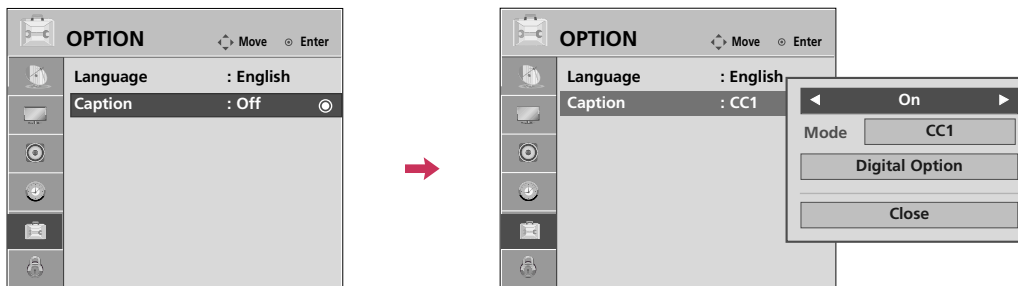 OPTION Move Enter
Language : English
Caption : Off
OPTION Move Enter
Language : English
Caption : CC1
On
Mode CC1
Digital Option
Close